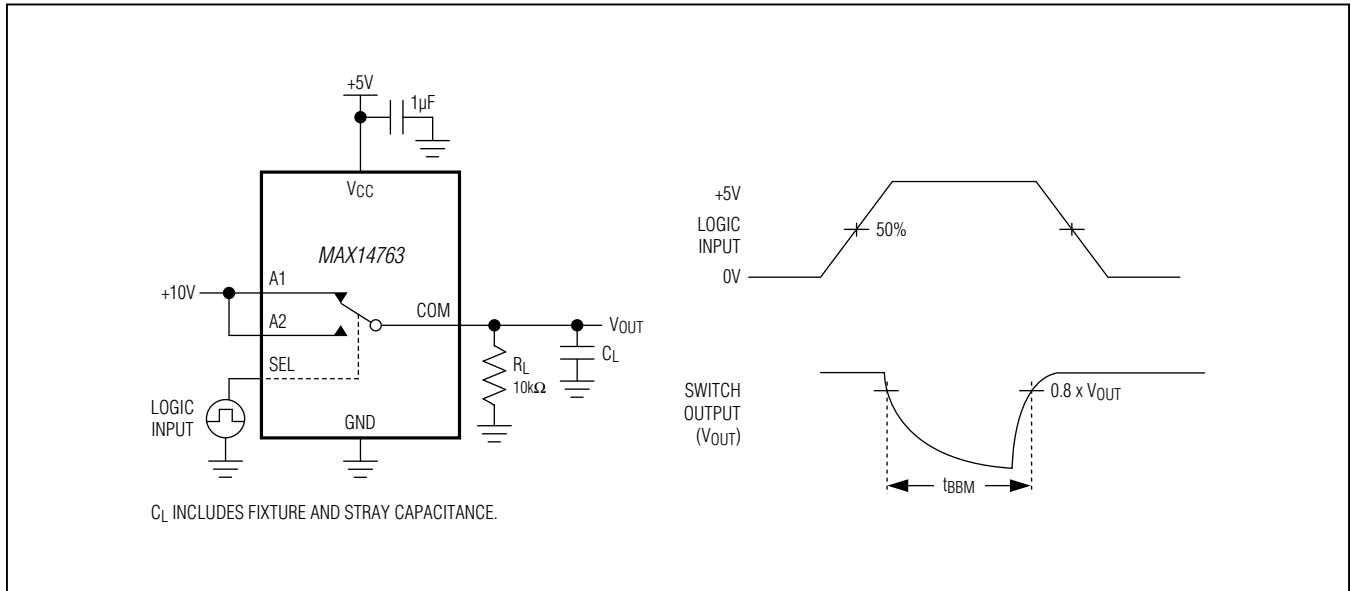 +5V
1µF
VCC
MAX14763
+10V
A1
A2
SEL
COM
VOUT
RL
10kΩ
CL
LOGIC
INPUT
GND
CL INCLUDES FIXTURE AND STRAY CAPACITANCE.
+5V
LOGIC
INPUT
0V
50%
SWITCH
OUTPUT
(VOUT)
0.8 x VOUT
tBBM